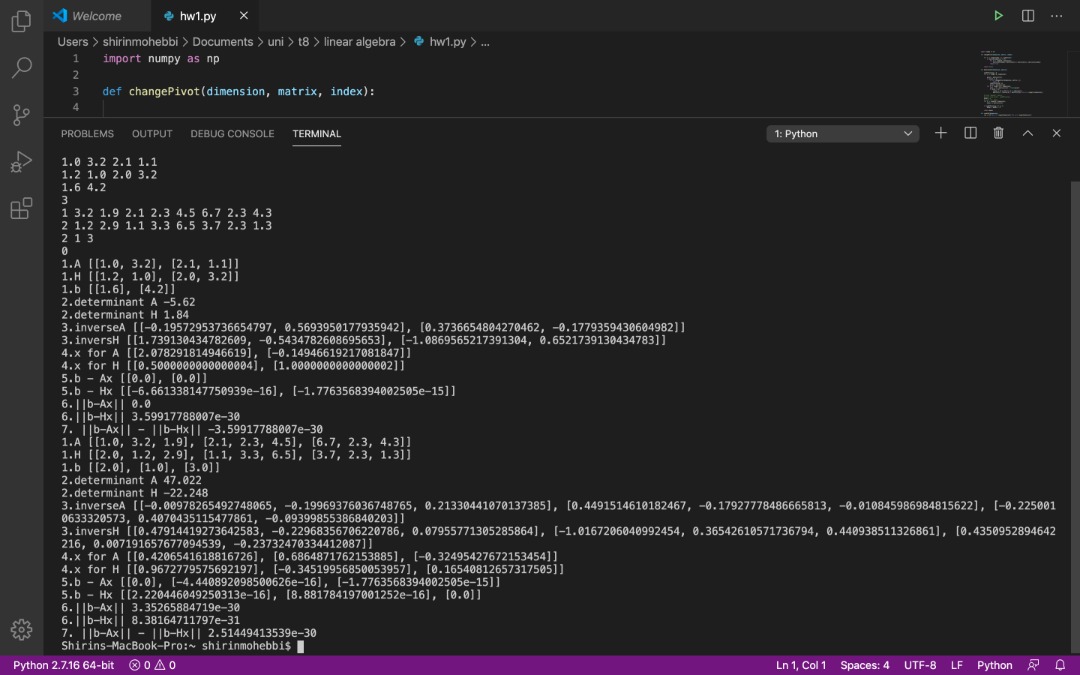 Welcome
hw1.py
Users > shirinmohebbi > Documents > uni > t8 > linear algebra > hw1.py > ...
1 import numpy as np
2
3 def changePivot(dimension, matrix, index):
4
PROBLEMS OUTPUT DEBUG CONSOLE TERMINAL 1: Python
1.0 3.2 2.1 1.1
1.2 1.0 2.0 3.2
1.6 4.2
3
1 3.2 1.9 2.1 2.3 4.5 6.7 2.3 4.3
2 1.2 2.9 1.1 3.3 6.5 3.7 2.3 1.3
2 1 3
0
1.A [[1.0, 3.2], [2.1, 1.1]]
1.H [[1.2, 1.0], [2.0, 3.2]]
1.b [[1.6], [4.2]]
2.determinant A -5.62
2.determinant H 1.84
3.inverseA [[-0.19572953736654797, 0.5693950177935942], [0.3736654804270462, -0.1779359430604982]]
3.inversH [[1.739130434782609, -0.5434782608695653], [-1.0869565217391304, 0.6521739130434783]]
4.x for A [[2.078291814946619], [-0.14946619217081847]]
4.x for H [[0.5000000000000004], [1.0000000000000002]]
5.b - Ax [[0.0], [0.0]]
5.b - Hx [[-6.661338147750939e-16], [-1.7763568394002505e-15]]
6.||b-Ax|| 0.0
6.||b-Hx|| 3.59917788007e-30
7. ||b-Ax|| - ||b-Hx|| -3.59917788007e-30
1.A [[1.0, 3.2, 1.9], [2.1, 2.3, 4.5], [6.7, 2.3, 4.3]]
1.H [[2.0, 1.2, 2.9], [1.1, 3.3, 6.5], [3.7, 2.3, 1.3]]
1.b [[2.0], [1.0], [3.0]]
2.determinant A 47.022
2.determinant H -22.248
3.inverseA [[-0.00978265492748065, -0.19969376036748765, 0.21330441070137385], [0.4491514610182467, -0.17927778486665813, -0.010845986984815622], [-0.225001
0633320573, 0.4070435115477861, -0.09399855386840203]]
3.inversH [[0.47914419273642583, -0.22968356706220786, 0.07955771305285864], [-1.0167206040992454, 0.36542610571736794, 0.440938511326861], [0.4350952894642
216, 0.007191657677094539, -0.23732470334412087]]
4.x for A [[0.4206541618816726], [0.6864871762153885], [-0.32495427672153454]]
4.x for H [[0.9672779575692197], [-0.34519956850053957], [0.16540812657317505]]
5.b - Ax [[0.0], [-4.440892098500626e-16], [-1.7763568394002505e-15]]
5.b - Hx [[2.220446049250313e-16], [8.881784197001252e-16], [0.0]]
6.||b-Ax|| 3.35265884719e-30
6.||b-Hx|| 8.38164711797e-31
7. ||b-Ax|| - ||b-Hx|| 2.51449413539e-30
Shirins-MacBook-Pro:~ shirinmohebbi$
Python 2.7.16 64-bit 0 0 Ln 1, Col 1 Spaces: 4 UTF-8 LF Python